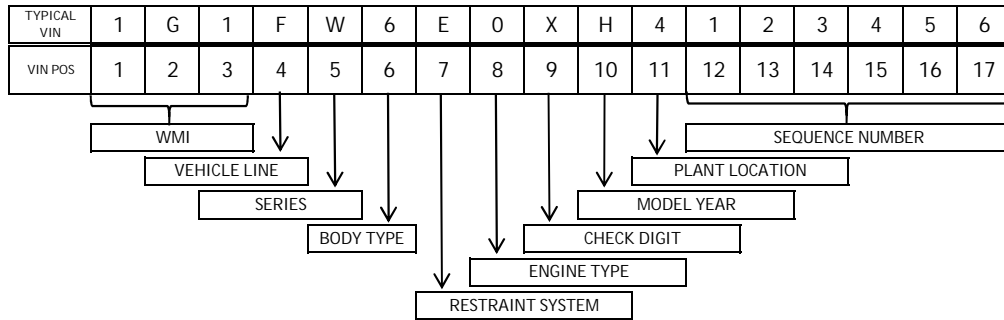 TYPICAL VIN 1 G 1 F W 6 E 0 X H 4 1 2 3 4 5 6
VIN POS 1 2 3 4 5 6 7 8 9 10 11 12 13 14 15 16 17
WMI SEQUENCE NUMBER
VEHICLE LINE PLANT LOCATION
SERIES MODEL YEAR
BODY TYPE CHECK DIGIT
ENGINE TYPE
RESTRAINT SYSTEM